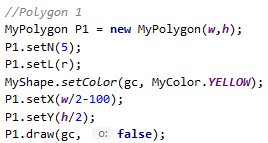 //Polygon 1
MyPolygon P1 = new MyPolygon(w,h);
P1.setN(5);
P1.setL(r);
MyShape.setColor(gc, MyColor.YELLOW);
P1.setX(w/2-100);
P1.setY(h/2);
P1.draw(gc, o: false);